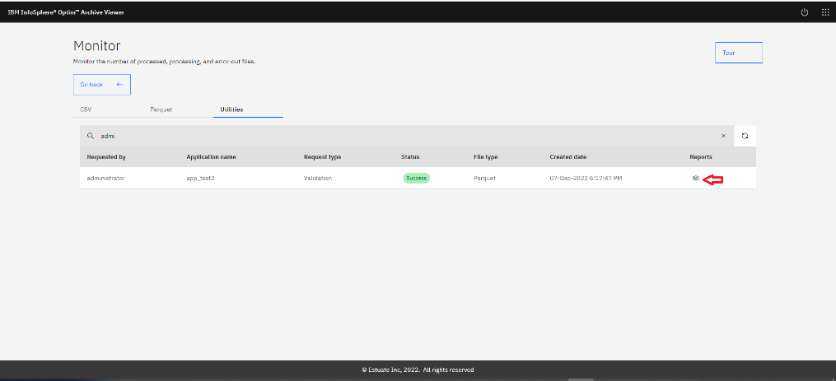 IBM InfoSphere® Optim™ Archive Viewer
Monitor
Monitor the number of processed, processing, and error-out files.
Tour
Go back
CSV Parquet Utilities
admi
Requested by Application name Request type Status File type Created date Reports
administrator app_test2 Validation Success Parquet 07-Dec-2022 6:17:47 PM
© Estuate Inc, 2022. All rights reserved